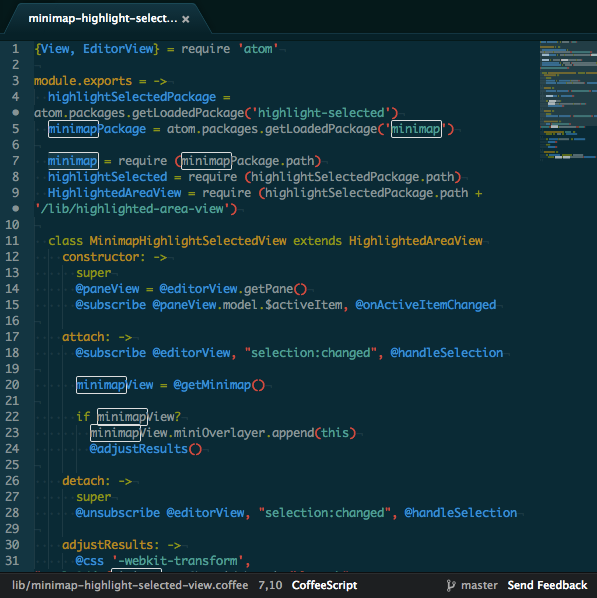 minimap-highlight-select... ×
1 {View, EditorView} = require 'atom'
2
3 module.exports = ->
4 highlightSelectedPackage =
• atom.packages.getLoadedPackage('highlight-selected')
5 minimapPackage = atom.packages.getLoadedPackage('minimap')
6
7 minimap = require (minimapPackage.path)
8 highlightSelected = require (highlightSelectedPackage.path)
9 HighlightedAreaView = require (highlightSelectedPackage.path +
• '/lib/highlighted-area-view')
10
11 class MinimapHighlightSelectedView extends HighlightedAreaView
12 constructor: ->
13 super
14 @paneView = @editorView.getPane()
15 @subscribe @paneView.model.$activeItem, @onActiveItemChanged
16
17 attach: ->
18 @subscribe @editorView, "selection:changed", @handleSelection
19
20 minimapView = @getMinimap()
21
22 if minimapView?
23 minimapView.miniOverlayer.append(this)
24 @adjustResults()
25
26 detach: ->
27 super
28 @unsubscribe @editorView, "selection:changed", @handleSelection
29
30 adjustResults: ->
31 @css '-webkit-transform',
lib/minimap-highlight-selected-view.coffee 7,10 CoffeeScript master Send Feedback